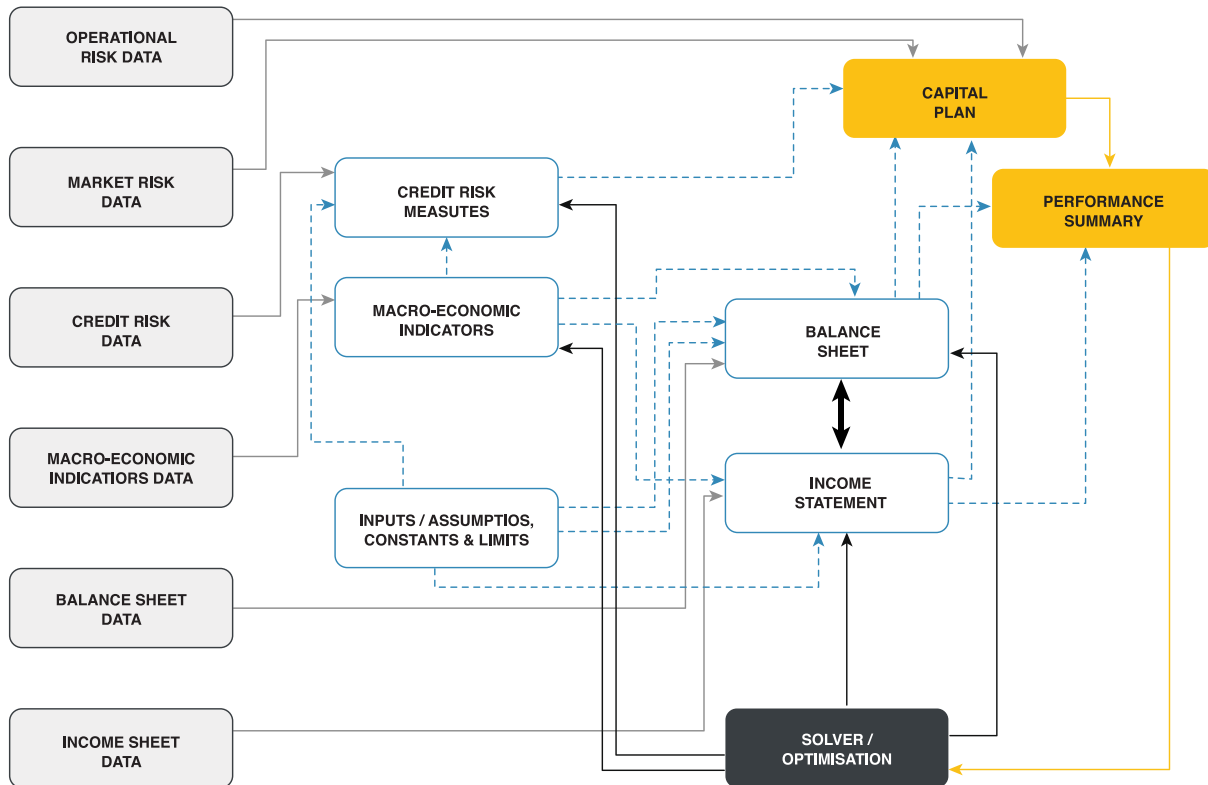 OPERATIONAL
RISK DATA
MARKET RISK
DATA
CREDIT RISK
DATA
MACRO-ECONOMIC
INDICATIORS DATA
BALANCE SHEET
DATA
INCOME SHEET
DATA
CREDIT RISK
MEASUTES
MACRO-ECONOMIC
INDICATORS
INPUTS / ASSUMPTIOS,
CONSTANTS & LIMITS
CAPITAL
PLAN
PERFORMANCE
SUMMARY
BALANCE
SHEET
INCOME
STATEMENT
SOLVER /
OPTIMISATION